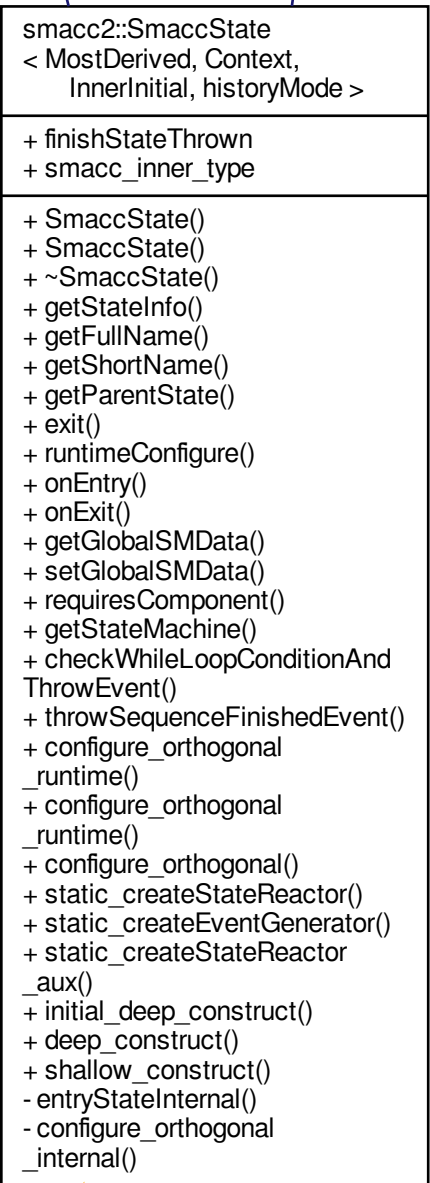 smacc2::SmaccState
< MostDerived, Context,
InnerInitial, historyMode >
+ finishStateThrown
+ smacc_inner_type
+ SmaccState()
+ SmaccState()
+ ~SmaccState()
+ getStateInfo()
+ getFullName()
+ getShortName()
+ getParentState()
+ exit()
+ runtimeConfigure()
+ onEntry()
+ onExit()
+ getGlobalSMData()
+ setGlobalSMData()
+ requiresComponent()
+ getStateMachine()
+ checkWhileLoopConditionAnd
ThrowEvent()
+ throwSequenceFinishedEvent()
+ configure_orthogonal
_runtime()
+ configure_orthogonal
_runtime()
+ configure_orthogonal()
+ static_createStateReactor()
+ static_createEventGenerator()
+ static_createStateReactor
_aux()
+ initial_deep_construct()
+ deep_construct()
+ shallow_construct()
- entryStateInternal()
- configure_orthogonal
_internal()